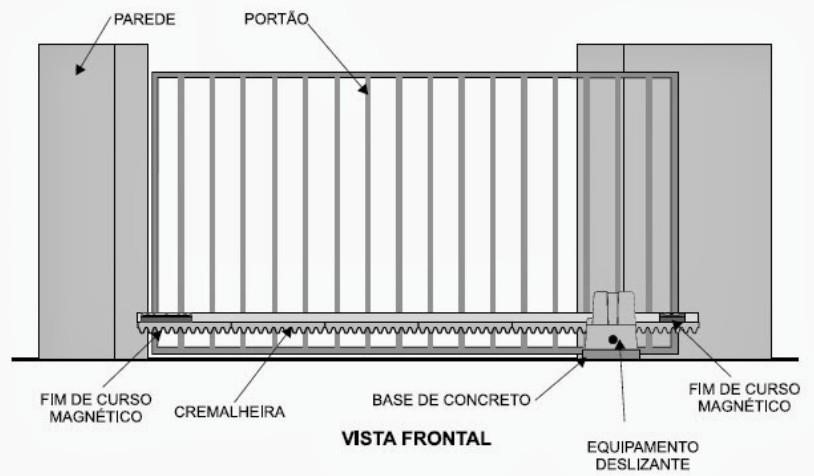 PAREDE
PORTÃO
FIM DE CURSO
MAGNÉTICO
CREMALHEIRA
BASE DE CONCRETO
FIM DE CURSO
MAGNÉTICO
VISTA FRONTAL
EQUIPAMENTO
DESLIZANTE